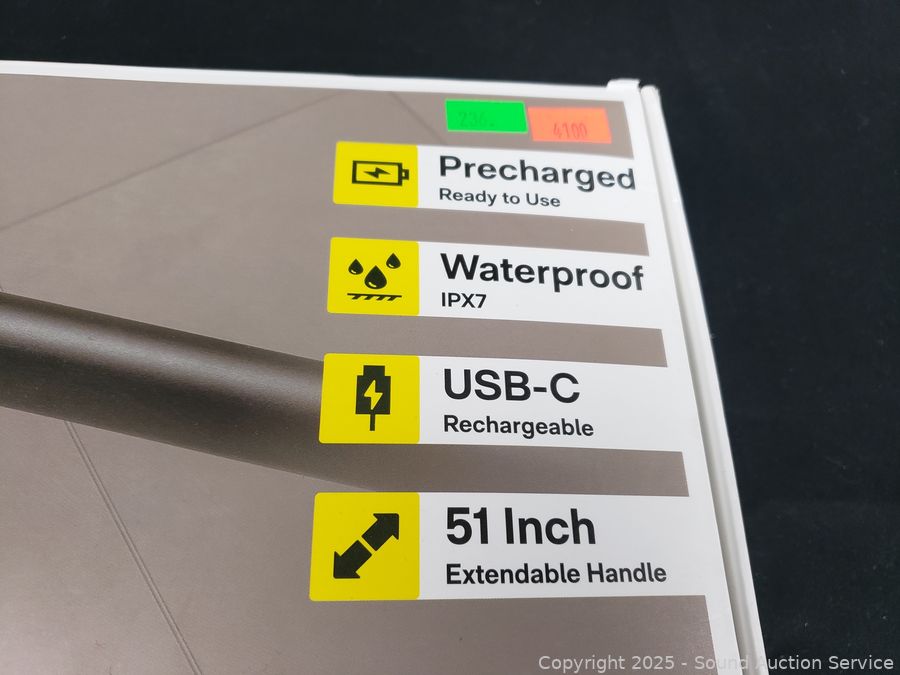 236.
4100
Precharged
Ready to Use
Waterproof
IPX7
USB-C
Rechargeable
51 Inch
Extendable Handle
Copyright 2025 - Sound Auction Service